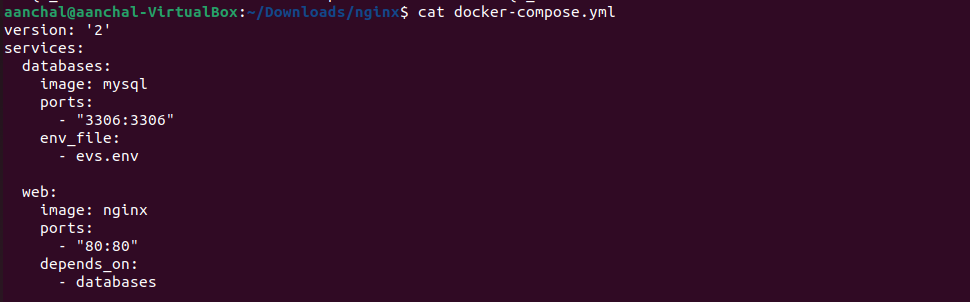 aanchal@aanchal-VirtualBox:~/Downloads/nginx$ cat docker-compose.yml
version: '2'
services:
  databases:
    image: mysql
    ports:
      - "3306:3306"
    env_file:
      - evs.env

  web:
    image: nginx
    ports:
      - "80:80"
    depends_on:
      - databases